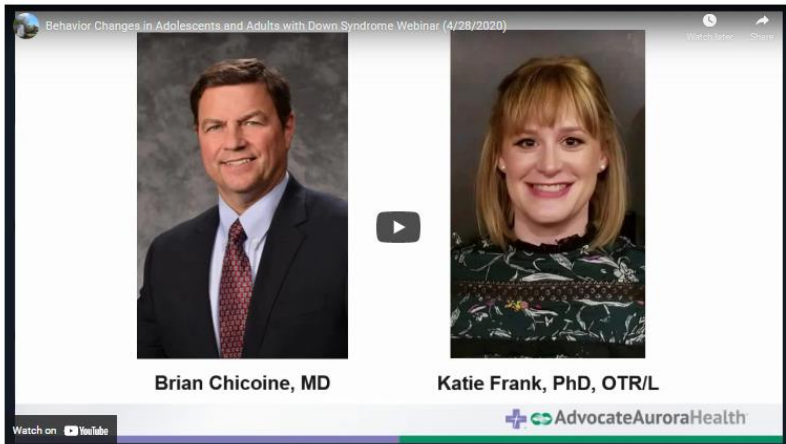 Behavior Changes in Adolescents and Adults with Down Syndrome Webinar (4/28/2020)
Watch later
Share
Brian Chicoine, MD
Katie Frank, PhD, OTR/L
AdvocateAuroraHealth
Watch on YouTube